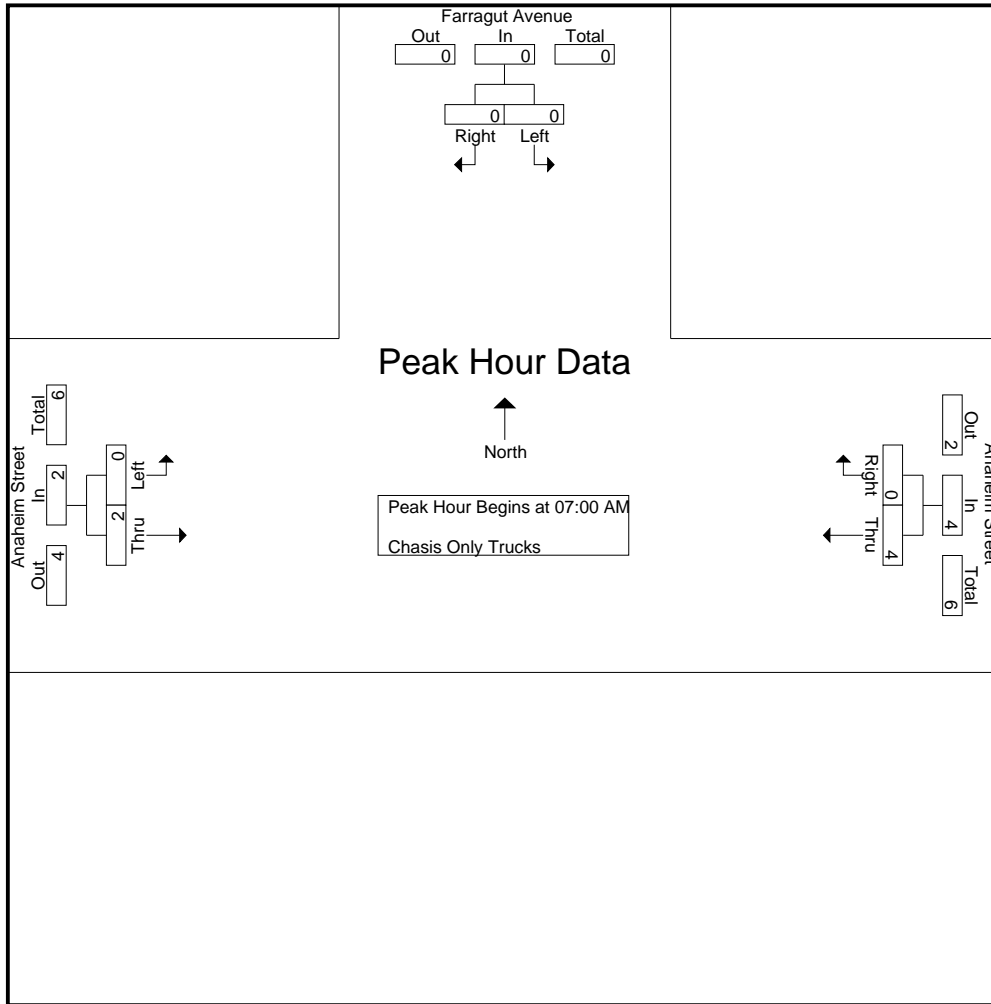 Farragut Avenue
Out In Total
0 0 0
0 0
Right Left
Peak Hour Data
North
Peak Hour Begins at 07:00 AM
Chasis Only Trucks
Anaheim Street
Out In Total
4 2 6
Thru Left
2 0
Anaheim Street
Out In Total
2 4 6
Right Thru
0 4